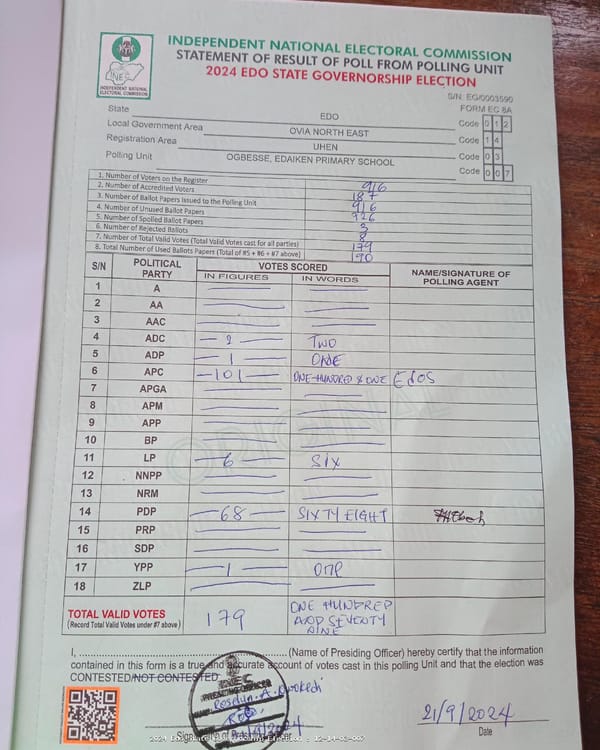 INDEPENDENT NATIONAL ELECTORAL COMMISSION
STATEMENT OF RESULT OF POLL FROM POLLING UNIT
2024 EDO STATE GOVERNORSHIP ELECTION
INEC
INDEPENDENT NATIONAL
ELECTORAL COMMISSION
S/N: EG/0003590
FORM EC 8A
State EDO Code 0 1 2
Local Government Area OVIA NORTH EAST Code 1 4
Registration Area UHEN Code 0 3
Polling Unit OGBESSE, EDAIKEN PRIMARY SCHOOL Code 0 0 7
1. Number of Voters on the Register 916
2. Number of Accredited Voters 187
3. Number of Ballot Papers Issued to the Polling Unit 916
4. Number of Unused Ballot Papers 726
5. Number of Spoiled Ballot Papers 3
6. Number of Rejected Ballots 8
7. Number of Total Valid Votes (Total Valid Votes cast for all parties) 179
8. Total Number of Used Ballots Papers (Total of #5 + #6 + #7 above) 190
S/N POLITICAL PARTY VOTES SCORED NAME/SIGNATURE OF POLLING AGENT
IN FIGURES IN WORDS
1 A
2 AA
3 AAC
4 ADC 2 TWO
5 ADP 1 ONE
6 APC 101 ONE-HUNDRED & ONE Edos
7 APGA
8 APM
9 APP
10 BP
11 LP 6 SIX
12 NNPP
13 NRM
14 PDP 68 SIXTY EIGHT
15 PRP
16 SDP
17 YPP 1 one
18 ZLP
ORIGINAL
TOTAL VALID VOTES 179 ONE HUNDRED
(Record Total Valid Votes under #7 above) AND SEVENTY
NINE
I, ........ (Name of Presiding Officer) hereby certify that the information
contained in this form is a true and accurate account of votes cast in this polling Unit and that the election was
CONTESTED/NOT CONTESTED.
INEC
PRESIDING OFFICER
21/9/2024
Date